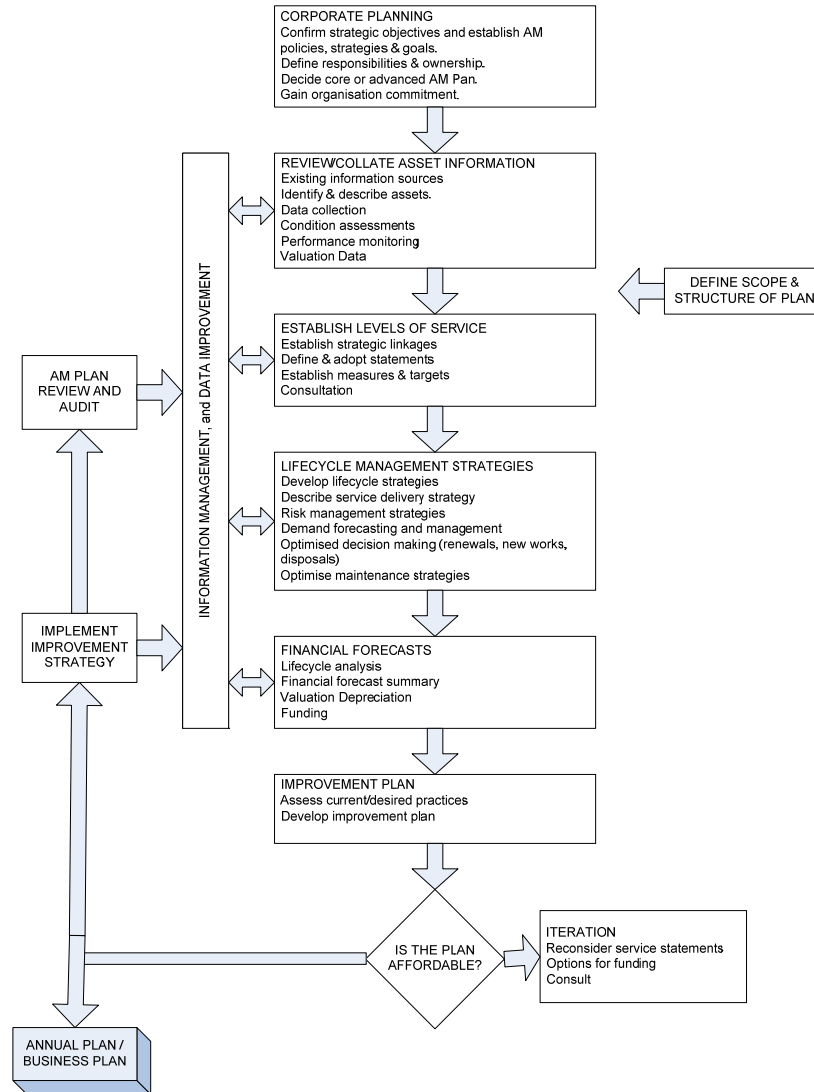 CORPORATE PLANNING
Confirm strategic objectives and establish AM
policies, strategies & goals.
Define responsibilities & ownership.
Decide core or advanced AM Pan.
Gain organisation commitment.
REVIEW/COLLATE ASSET INFORMATION
Existing information sources
Identify & describe assets.
Data collection
Condition assessments
Performance monitoring
Valuation Data
INFORMATION MANAGEMENT, and DATA IMPROVEMENT
DEFINE SCOPE &
STRUCTURE OF PLAN
ESTABLISH LEVELS OF SERVICE
Establish strategic linkages
Define & adopt statements
Establish measures & targets
Consultation
AM PLAN
REVIEW AND
AUDIT
LIFECYCLE MANAGEMENT STRATEGIES
Develop lifecycle strategies
Describe service delivery strategy
Risk management strategies
Demand forecasting and management
Optimised decision making (renewals, new works,
disposals)
Optimise maintenance strategies
IMPLEMENT
IMPROVEMENT
STRATEGY
FINANCIAL FORECASTS
Lifecycle analysis
Financial forecast summary
Valuation Depreciation
Funding
IMPROVEMENT PLAN
Assess current/desired practices
Develop improvement plan
IS THE PLAN
AFFORDABLE?
ITERATION
Reconsider service statements
Options for funding
Consult
ANNUAL PLAN /
BUSINESS PLAN